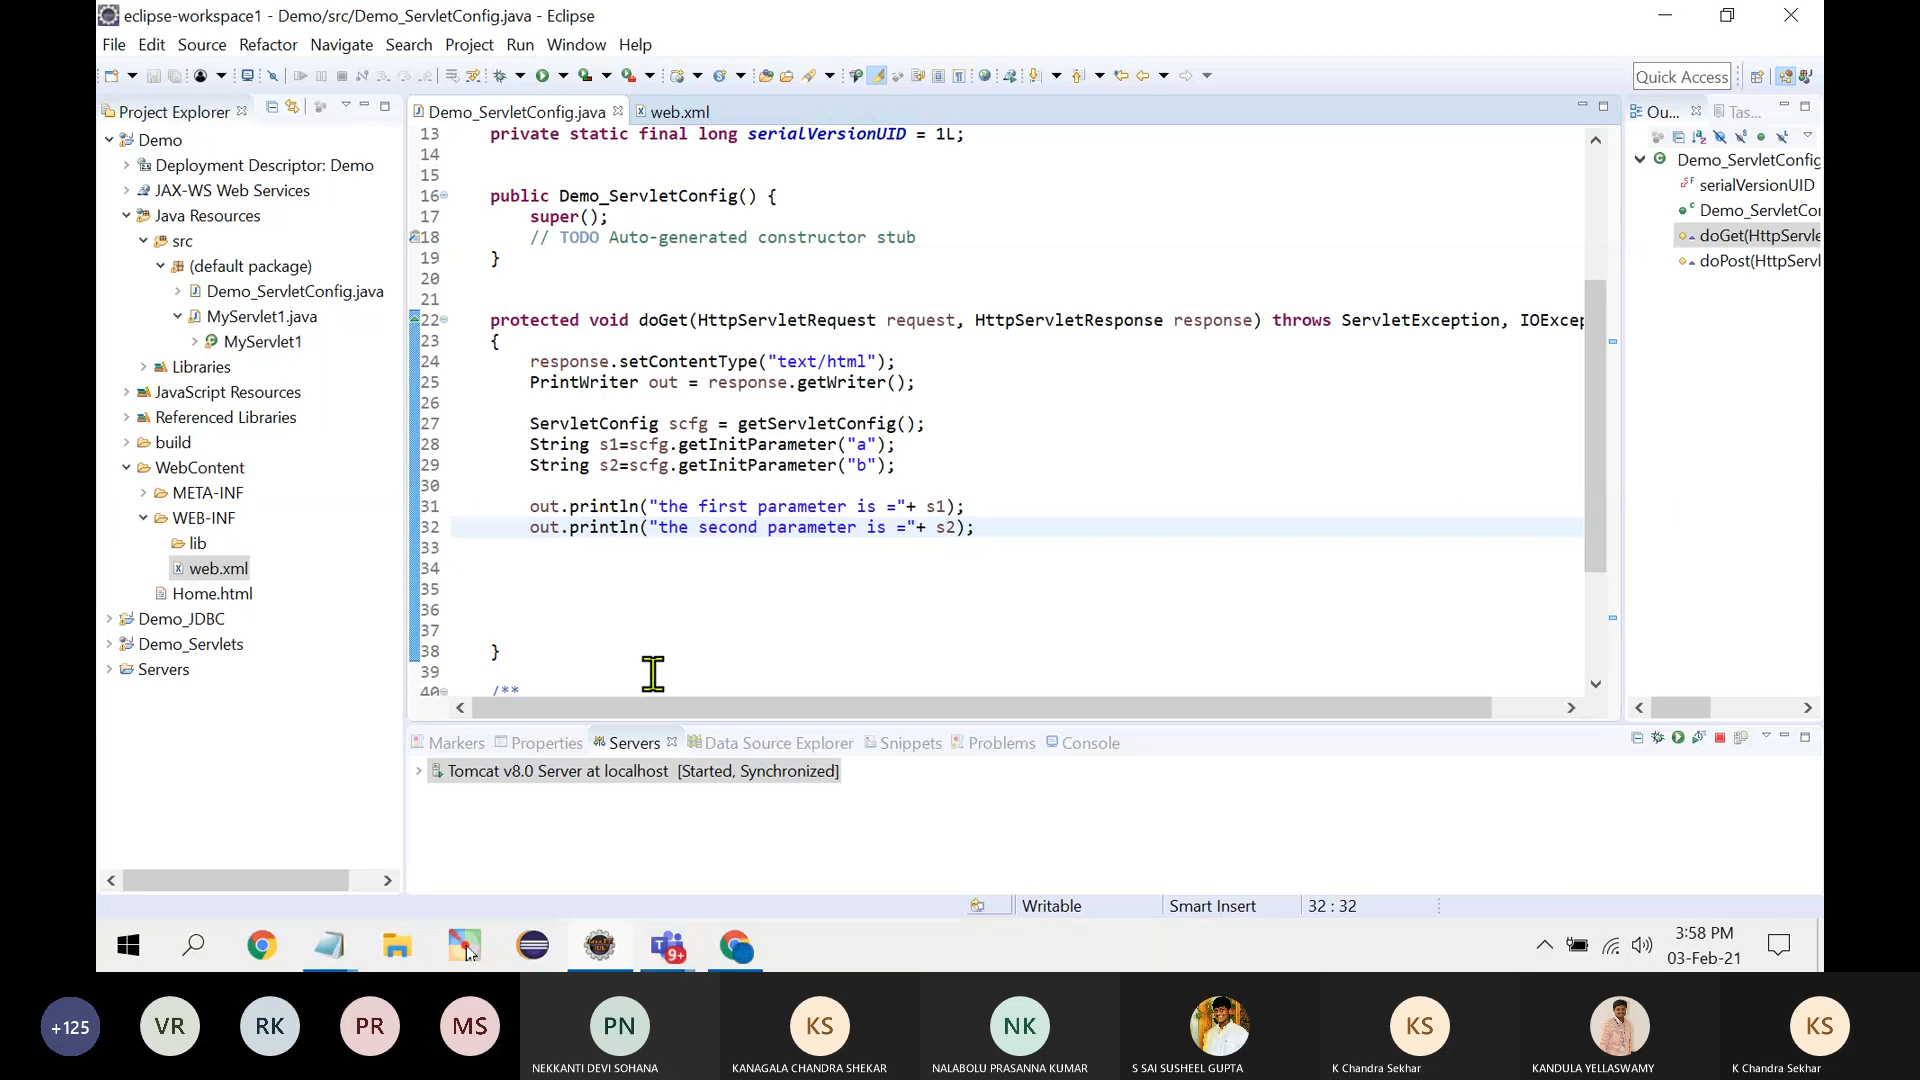 eclipse-workspace1 - Demo/src/Demo_ServletConfig.java - Eclipse
File Edit Source Refactor Navigate Search Project Run Window Help
Quick Access
Project Explorer
Demo
Deployment Descriptor: Demo
JAX-WS Web Services
Java Resources
src
(default package)
Demo_ServletConfig.java
MyServlet1.java
MyServlet1
Libraries
JavaScript Resources
Referenced Libraries
build
WebContent
META-INF
WEB-INF
lib
web.xml
Home.html
Demo_JDBC
Demo_Servlets
Servers
Demo_ServletConfig.java web.xml
13 private static final long serialVersionUID = 1L;
14
15
16 public Demo_ServletConfig() {
17 super();
18 // TODO Auto-generated constructor stub
19 }
20
21
22 protected void doGet(HttpServletRequest request, HttpServletResponse response) throws ServletException, IOExcep
23 {
24 response.setContentType("text/html");
25 PrintWriter out = response.getWriter();
26
27 ServletConfig scfg = getServletConfig();
28 String s1=scfg.getInitParameter("a");
29 String s2=scfg.getInitParameter("b");
30
31 out.println("the first parameter is ="+ s1);
32 out.println("the second parameter is ="+ s2);
33
34
35
36
37
38 }
39
40 /**
Ou... Tas...
Demo_ServletConfig
serialVersionUID
Demo_ServletCo
doGet(HttpServle
doPost(HttpServl
Markers Properties Servers Data Source Explorer Snippets Problems Console
Tomcat v8.0 Server at localhost [Started, Synchronized]
Writable Smart Insert 32 : 32
9+
3:58 PM
03-Feb-21
+125 VR RK PR MS PN KS NK KS KS
NEKKANTI DEVI SOHANA KANAGALA CHANDRA SHEKAR NALABOLU PRASANNA KUMAR S SAI SUSHEEL GUPTA K Chandra Sekhar KANDULA YELLASWAMY K Chandra Sekhar